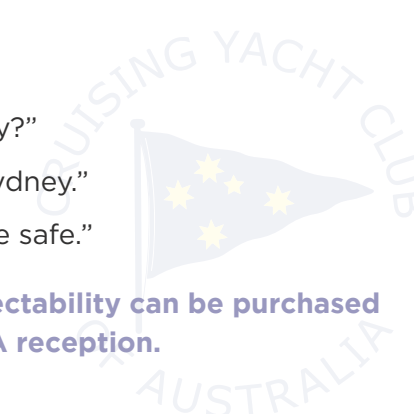 CRUISING YACHT CLUB
y?”
ydney.”
e safe.”
ectability can be purchased
A reception.
OF AUSTRALIA